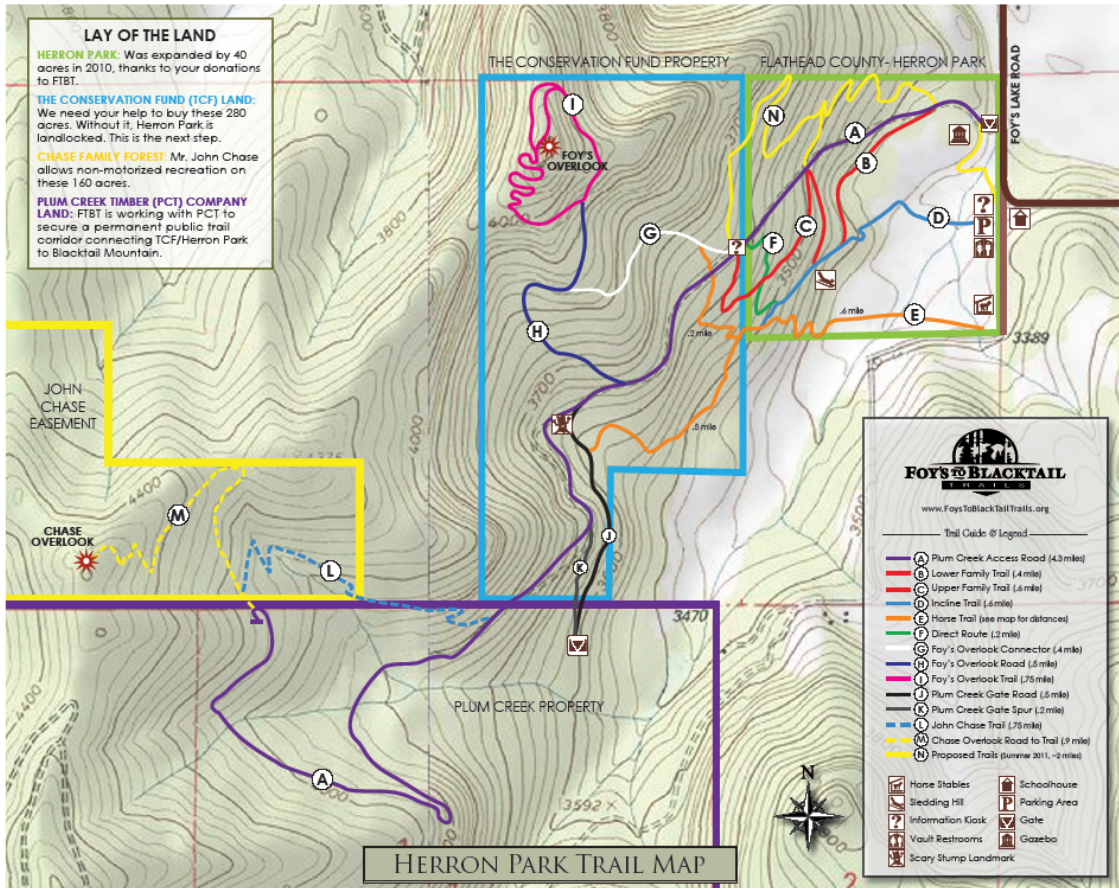 LAY OF THE LAND
HERRON PARK: Was expanded by 40
acres in 2010, thanks to your donations
to FTBT.
THE CONSERVATION FUND (TCF) LAND:
We need your help to buy these 280
acres. Without it, Herron Park is
landlocked. This is the next step.
CHASE FAMILY FOREST: Mr. John Chase
allows non-motorized recreation on
these 160 acres.
PLUM CREEK TIMBER (PCT) COMPANY
LAND: FTBT is working with PCT to
secure a permanent public trail
corridor connecting TCF/Herron Park
to Blacktail Mountain.
3800
THE CONSERVATION FUND PROPERTY
FLATHEAD COUNTY- HERRON PARK
FOY'S LAKE ROAD
I
N
A
B
FOY'S
OVERLOOK
4000
G
?
F
C
D
?
P
3500
H
.6 mile
E
.2 mile
3389
3700
.5 mile
JOHN
CHASE
EASEMENT
4000
4400
M
CHASE
OVERLOOK
L
J
K
3500
3470
4400
PLUM CREEK PROPERTY
A
3592
2
N
FOY'S TO BLACKTAIL
TRAILS
www.FoysToBlackTailTrails.org
Trail Guide & Legend
A Plum Creek Access Road (4.3 miles)
B Lower Family Trail (.4 mile)
C Upper Family Trail (.6 mile)
D Incline Trail (.6 mile)
E Horse Trail (see map for distances)
F Direct Route (.2 mile)
G Foy's Overlook Connector (.4 mile)
H Foy's Overlook Road (.5 mile)
I Foy's Overlook Trail (.75 mile)
J Plum Creek Gate Road (.5 mile)
K Plum Creek Gate Spur (.2 mile)
L John Chase Trail (.75 mile)
M Chase Overlook Road to Trail (.9 mile)
N Proposed Trails (Summer 2011, ~2 miles)
Horse Stables
Schoolhouse
Sledding Hill
P Parking Area
? Information Kiosk
Gate
Vault Restrooms
Gazebo
Scary Stump Landmark
HERRON PARK TRAIL MAP